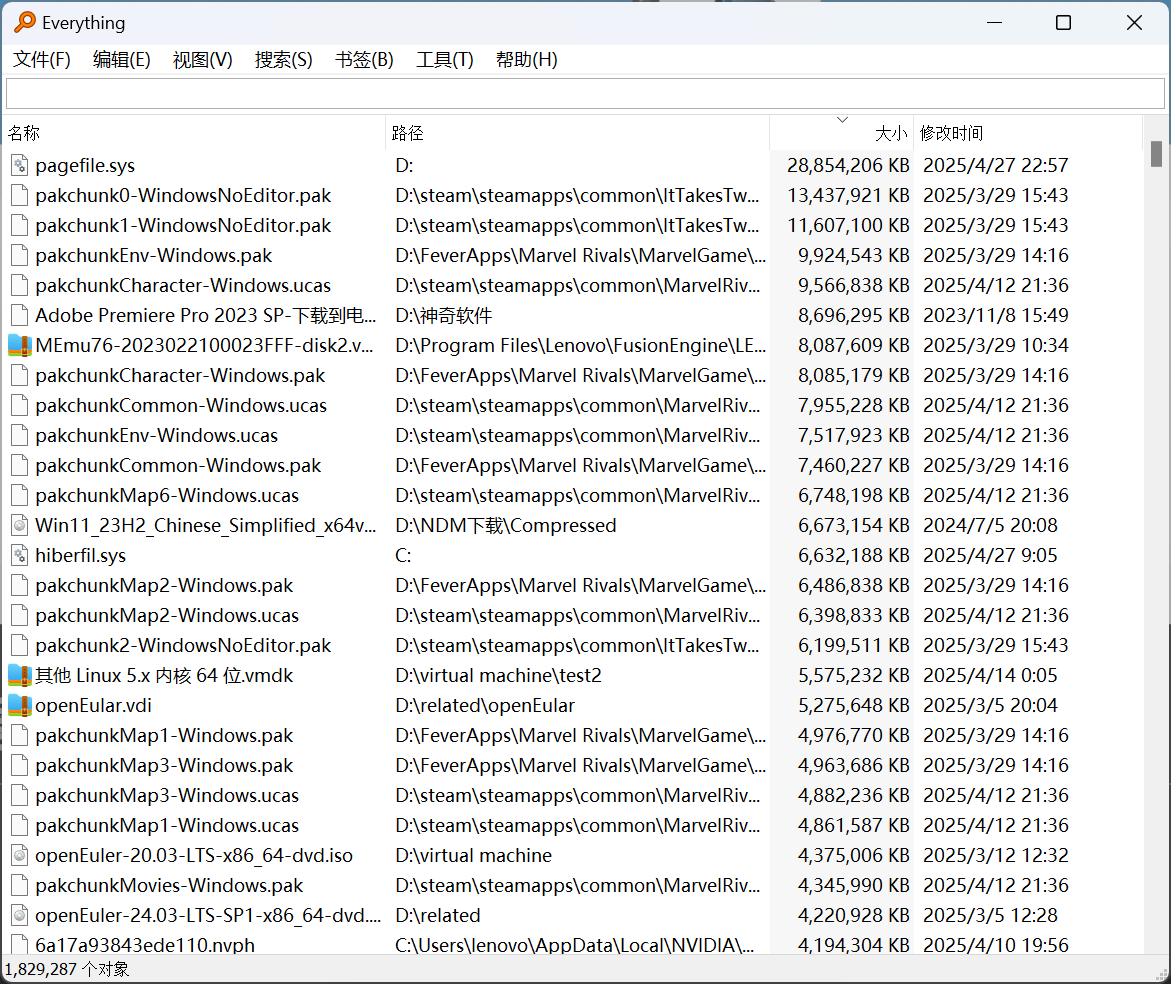 Everything
文件(F) 编辑(E) 视图(V) 搜索(S) 书签(B) 工具(T) 帮助(H)
名称 路径 大小 修改时间
pagefile.sys D: 28,854,206 KB 2025/4/27 22:57
pakchunk0-WindowsNoEditor.pak D:\steam\steamapps\common\ItTakesTw... 13,437,921 KB 2025/3/29 15:43
pakchunk1-WindowsNoEditor.pak D:\steam\steamapps\common\ItTakesTw... 11,607,100 KB 2025/3/29 15:43
pakchunkEnv-Windows.pak D:\FeverApps\Marvel Rivals\MarvelGame\... 9,924,543 KB 2025/3/29 14:16
pakchunkCharacter-Windows.ucas D:\steam\steamapps\common\MarvelRiv... 9,566,838 KB 2025/4/12 21:36
Adobe Premiere Pro 2023 SP-下载到电... D:\神奇软件 8,696,295 KB 2023/11/8 15:49
MEmu76-2023022100023FFF-disk2.v... D:\Program Files\Lenovo\FusionEngine\LE... 8,087,609 KB 2025/3/29 10:34
pakchunkCharacter-Windows.pak D:\FeverApps\Marvel Rivals\MarvelGame\... 8,085,179 KB 2025/3/29 14:16
pakchunkCommon-Windows.ucas D:\steam\steamapps\common\MarvelRiv... 7,955,228 KB 2025/4/12 21:36
pakchunkEnv-Windows.ucas D:\steam\steamapps\common\MarvelRiv... 7,517,923 KB 2025/4/12 21:36
pakchunkCommon-Windows.pak D:\FeverApps\Marvel Rivals\MarvelGame\... 7,460,227 KB 2025/3/29 14:16
pakchunkMap6-Windows.ucas D:\steam\steamapps\common\MarvelRiv... 6,748,198 KB 2025/4/12 21:36
Win11_23H2_Chinese_Simplified_x64v... D:\NDM下载\Compressed 6,673,154 KB 2024/7/5 20:08
hiberfil.sys C: 6,632,188 KB 2025/4/27 9:05
pakchunkMap2-Windows.pak D:\FeverApps\Marvel Rivals\MarvelGame\... 6,486,838 KB 2025/3/29 14:16
pakchunkMap2-Windows.ucas D:\steam\steamapps\common\MarvelRiv... 6,398,833 KB 2025/4/12 21:36
pakchunk2-WindowsNoEditor.pak D:\steam\steamapps\common\ItTakesTw... 6,199,511 KB 2025/3/29 15:43
其他 Linux 5.x 内核 64 位.vmdk D:\virtual machine\test2 5,575,232 KB 2025/4/14 0:05
openEular.vdi D:\related\openEular 5,275,648 KB 2025/3/5 20:04
pakchunkMap1-Windows.pak D:\FeverApps\Marvel Rivals\MarvelGame\... 4,976,770 KB 2025/3/29 14:16
pakchunkMap3-Windows.pak D:\FeverApps\Marvel Rivals\MarvelGame\... 4,963,686 KB 2025/3/29 14:16
pakchunkMap3-Windows.ucas D:\steam\steamapps\common\MarvelRiv... 4,882,236 KB 2025/4/12 21:36
pakchunkMap1-Windows.ucas D:\steam\steamapps\common\MarvelRiv... 4,861,587 KB 2025/4/12 21:36
openEuler-20.03-LTS-x86_64-dvd.iso D:\virtual machine 4,375,006 KB 2025/3/12 12:32
pakchunkMovies-Windows.pak D:\steam\steamapps\common\MarvelRiv... 4,345,990 KB 2025/4/12 21:36
openEuler-24.03-LTS-SP1-x86_64-dvd.... D:\related 4,220,928 KB 2025/3/5 12:28
6a17a93843ede110.nvph C:\Users\lenovo\AppData\Local\NVIDIA\... 4,194,304 KB 2025/4/10 19:56
1,829,287 个对象